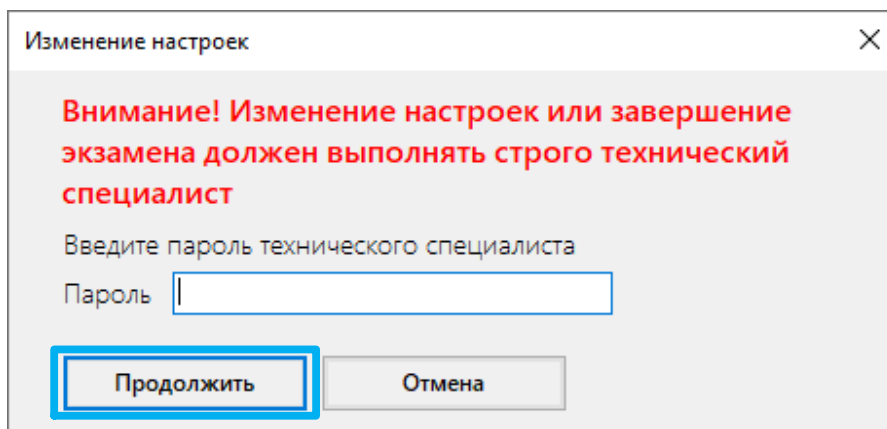 Изменение настроек
Внимание! Изменение настроек или завершение
экзамена должен выполнять строго технический
специалист
Введите пароль технического специалиста
Пароль
Продолжить Отмена